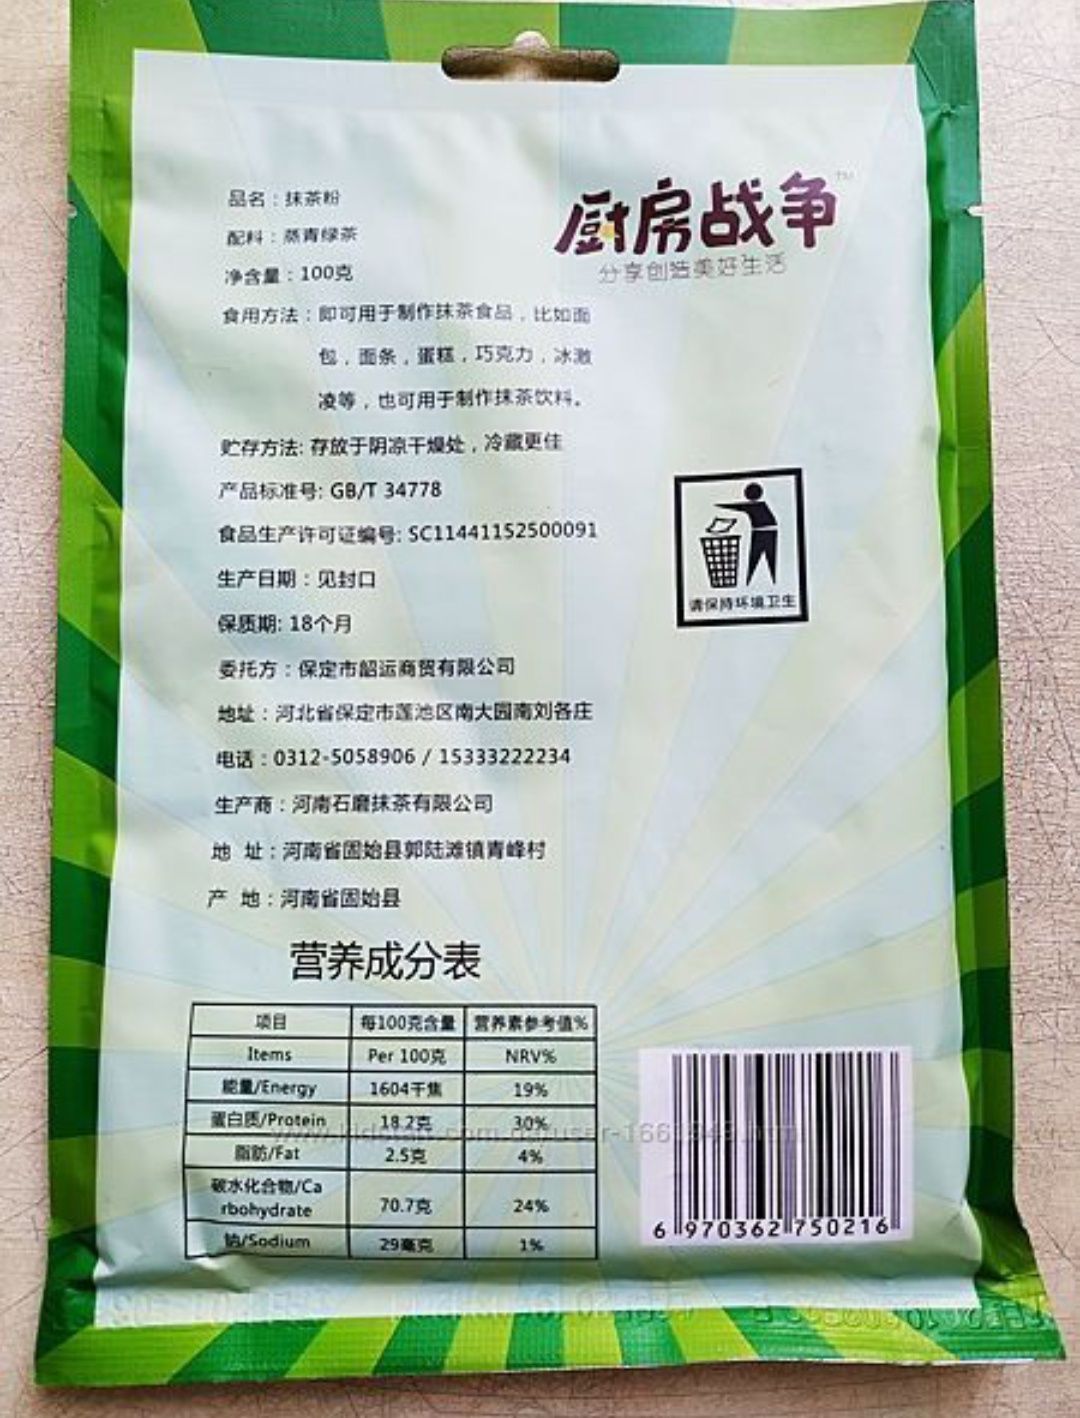 厨房战争™
分享创造美好生活
品名：抹茶粉
配料：蒸青绿茶
净含量：100克
食用方法：即可用于制作抹茶食品，比如面
包，面条，蛋糕，巧克力，冰激
凌等，也可用于制作抹茶饮料。
贮存方法: 存放于阴凉干燥处，冷藏更佳
产品标准号: GB/T 34778
食品生产许可证编号: SC11441152500091
生产日期：见封口
保质期: 18个月
委托方：保定市韶运商贸有限公司
地址：河北省保定市莲池区南大园南刘各庄
电话：0312-5058906 / 15333222234
生产商：河南石磨抹茶有限公司
地 址：河南省固始县郭陆滩镇青峰村
产 地：河南省固始县
请保持环境卫生
营养成分表
项目 每100克含量 营养素参考值%
Items Per 100克 NRV%
能量/Energy 1604千焦 19%
蛋白质/Protein 18.2克 30%
脂肪/Fat 2.5克 4%
碳水化合物/Ca
rbohydrate 70.7克 24%
钠/Sodium 29毫克 1%
6 970362 750216